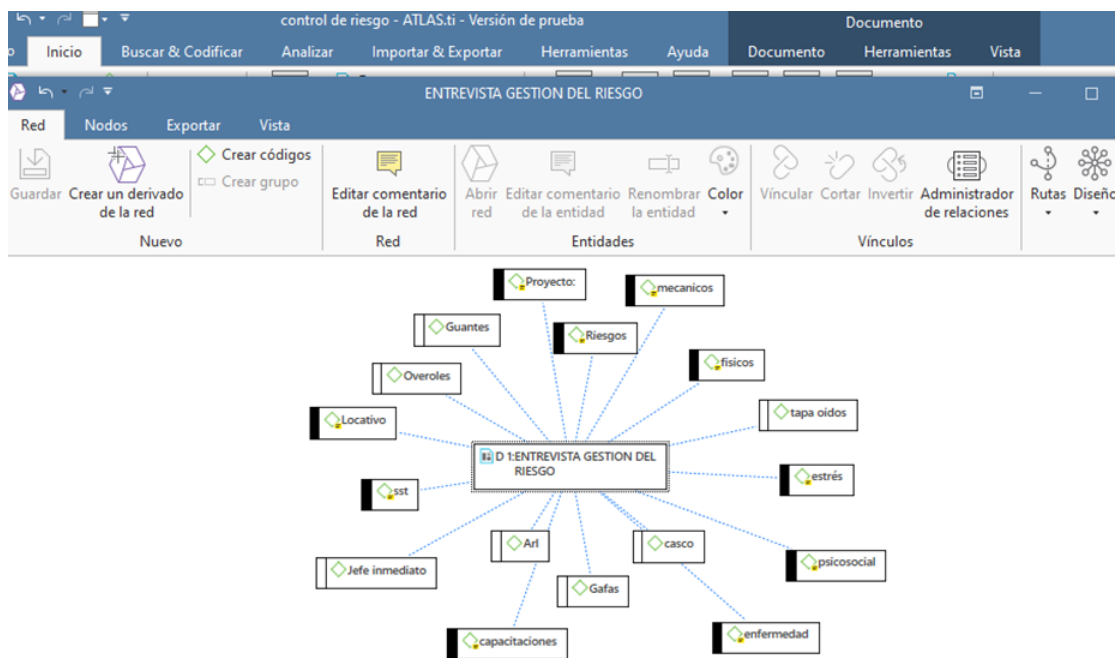 control de riesgo - ATLAS.ti - Versión de prueba
Documento
Inicio Buscar & Codificar Analizar Importar & Exportar Herramientas Ayuda Documento Herramientas Vista
ENTREVISTA GESTION DEL RIESGO
Red Nodos Exportar Vista
Guardar
Crear un derivado
de la red
Crear códigos
Crear grupo
Editar comentario
de la red
Abrir
red
Editar comentario
de la entidad
Renombrar
la entidad
Color
Víncular
Cortar
Invertir
Administrador
de relaciones
Rutas
Diseño
Nuevo Red Entidades Vínculos
Proyecto:
mecanicos
Guantes
Riesgos
fisicos
Overoles
tapa oídos
Locativo
D 1:ENTREVISTA GESTION DEL
RIESGO
estrés
sst
Arl
casco
psicosocial
Jefe inmediato
Gafas
capacitaciones
enfermedad